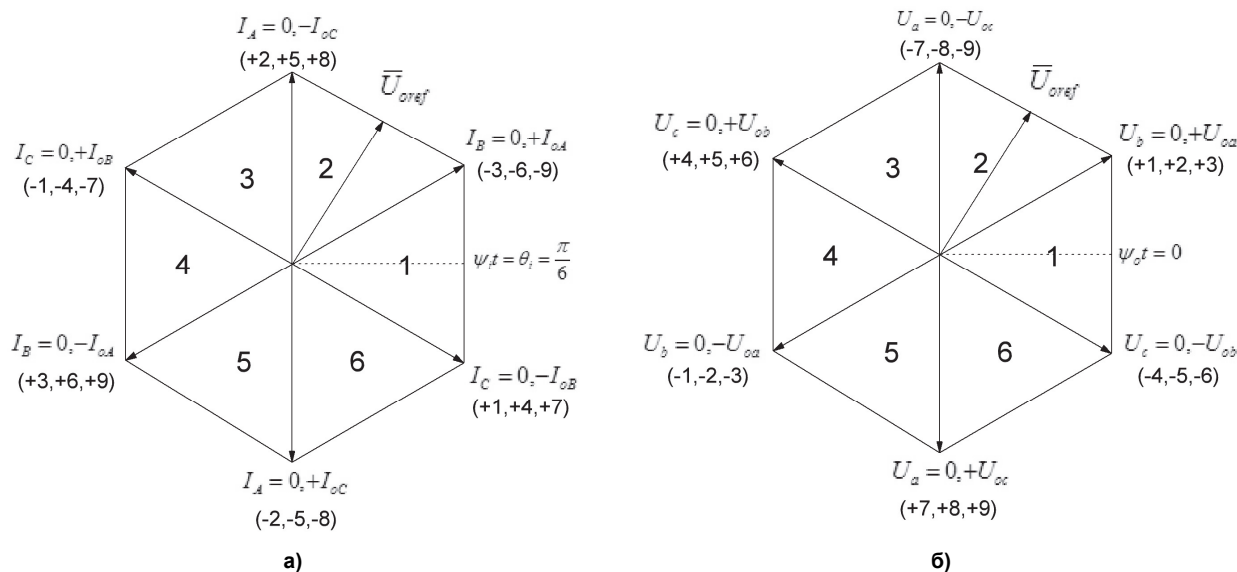 I_A = 0,-I_oC
(+2,+5,+8)
U̅_oref
I_C = 0,+I_oB
(-1,-4,-7)
I_B = 0,+I_oA
(-3,-6,-9)
3
2
4
1
ψ_i t = θ_i = π/6
I_B = 0,-I_oA
(+3,+6,+9)
5
6
I_C = 0,-I_oB
(+1,+4,+7)
I_A = 0,+I_oC
(-2,-5,-8)
а)
U_a = 0,-U_oc
(-7,-8,-9)
U̅_oref
U_c = 0,+U_ob
(+4,+5,+6)
U_b = 0,+U_oa
(+1,+2,+3)
3
2
4
1
ψ_o t = 0
U_b = 0,-U_oa
(-1,-2,-3)
5
6
U_c = 0,-U_ob
(-4,-5,-6)
U_a = 0,+U_oc
(+7,+8,+9)
б)